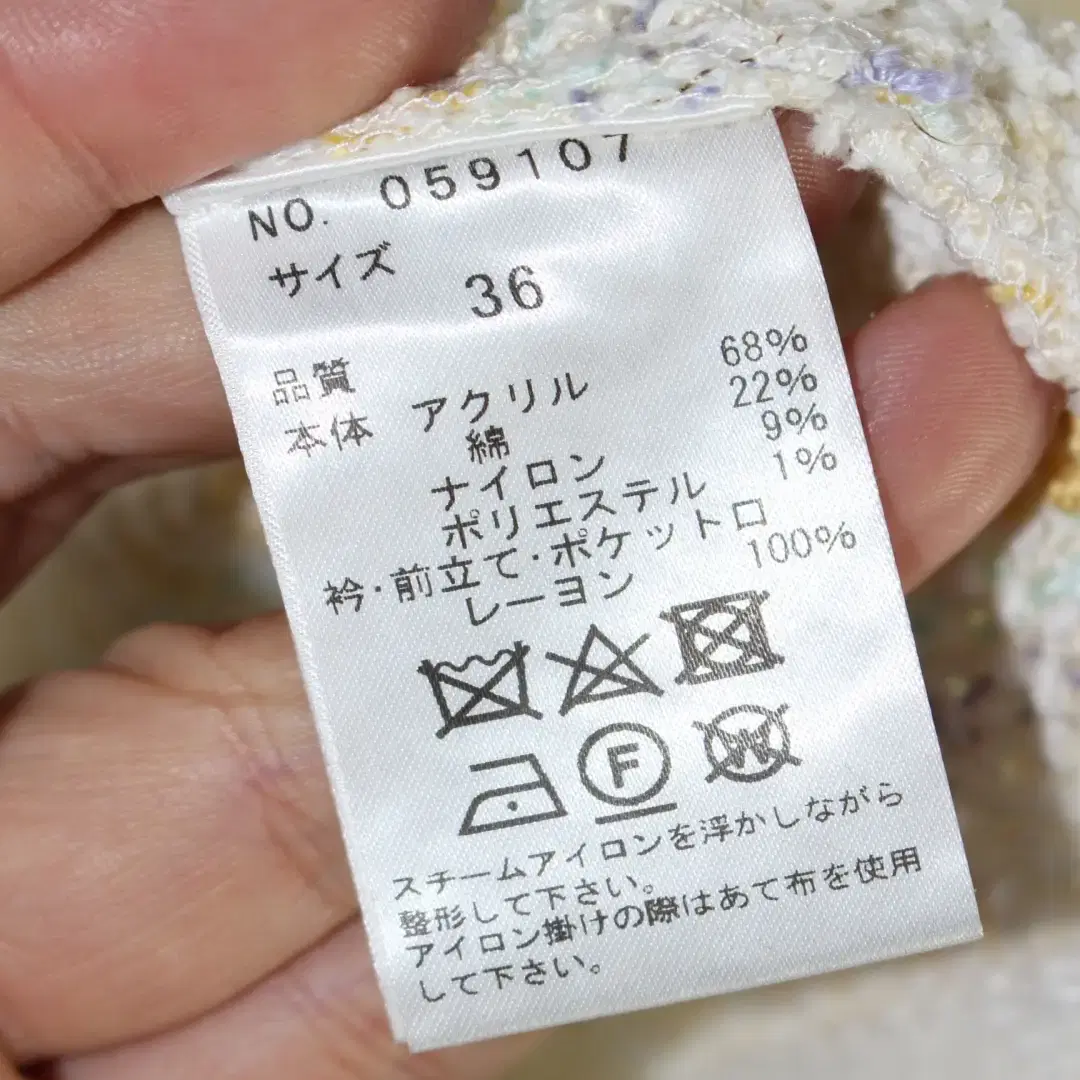 NO. 059107
サイズ 36
品質
本体 アクリル 68%
綿 22%
ナイロン 9%
ポリエステル 1%
衿・前立て・ポケット口
レーヨン 100%
F
W
スチームアイロンを浮かしながら
整形して下さい。
アイロン掛けの際はあて布を使用
して下さい。